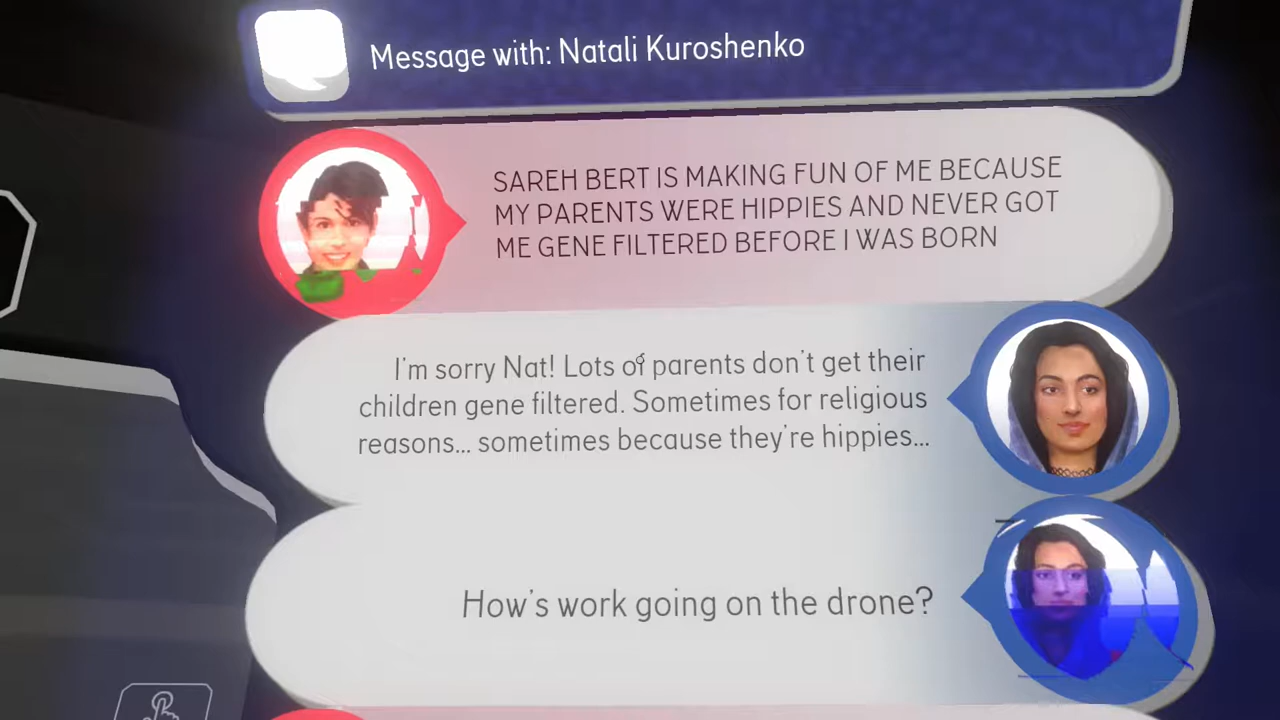 Message with: Natali Kuroshenko
SAREH BERT IS MAKING FUN OF ME BECAUSE
MY PARENTS WERE HIPPIES AND NEVER GOT
ME GENE FILTERED BEFORE I WAS BORN
I'm sorry Nat! Lots of parents don't get their
children gene filtered. Sometimes for religious
reasons... sometimes because they're hippies...
How's work going on the drone?